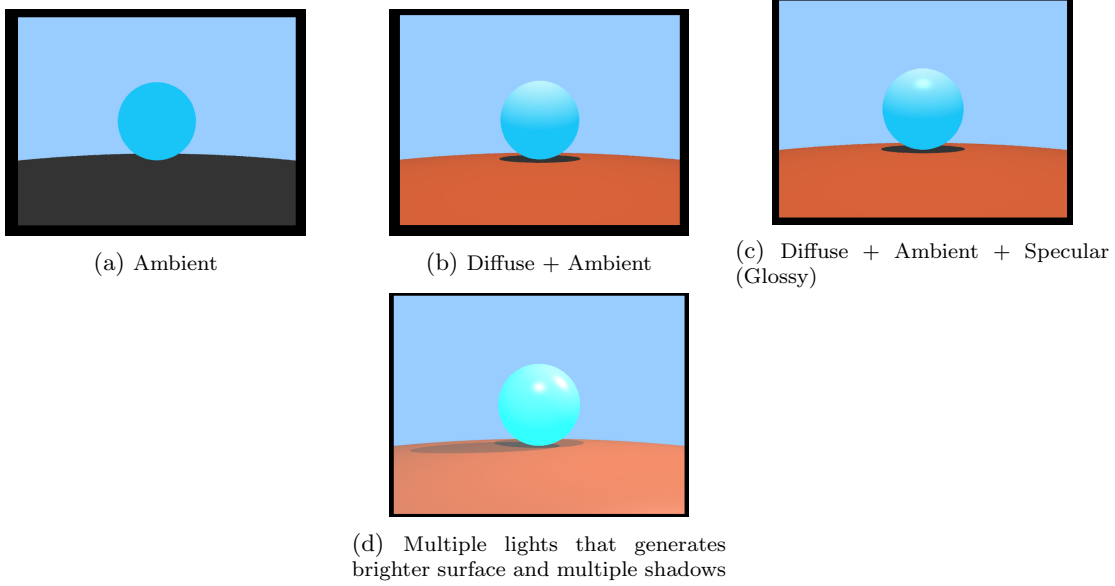 (a) Ambient
(b) Diffuse + Ambient
(c) Diffuse + Ambient + Specular
(Glossy)
(d) Multiple lights that generates
brighter surface and multiple shadows